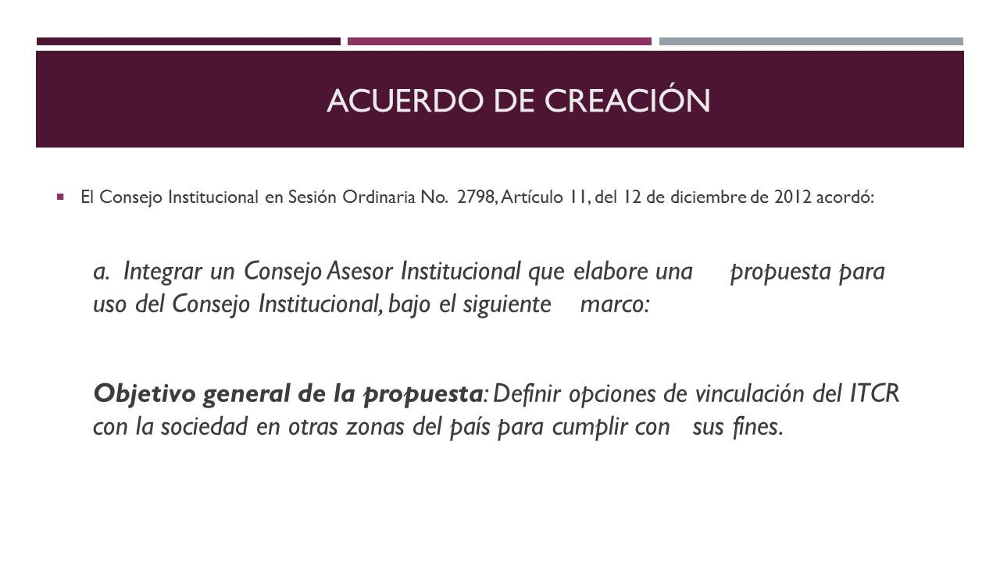 ACUERDO DE CREACIÓN
El Consejo Institucional en Sesión Ordinaria No. 2798, Artículo 11, del 12 de diciembre de 2012 acordó:
a. Integrar un Consejo Asesor Institucional que elabore una propuesta para
uso del Consejo Institucional, bajo el siguiente marco:
Objetivo general de la propuesta: Definir opciones de vinculación del ITCR
con la sociedad en otras zonas del país para cumplir con sus fines.